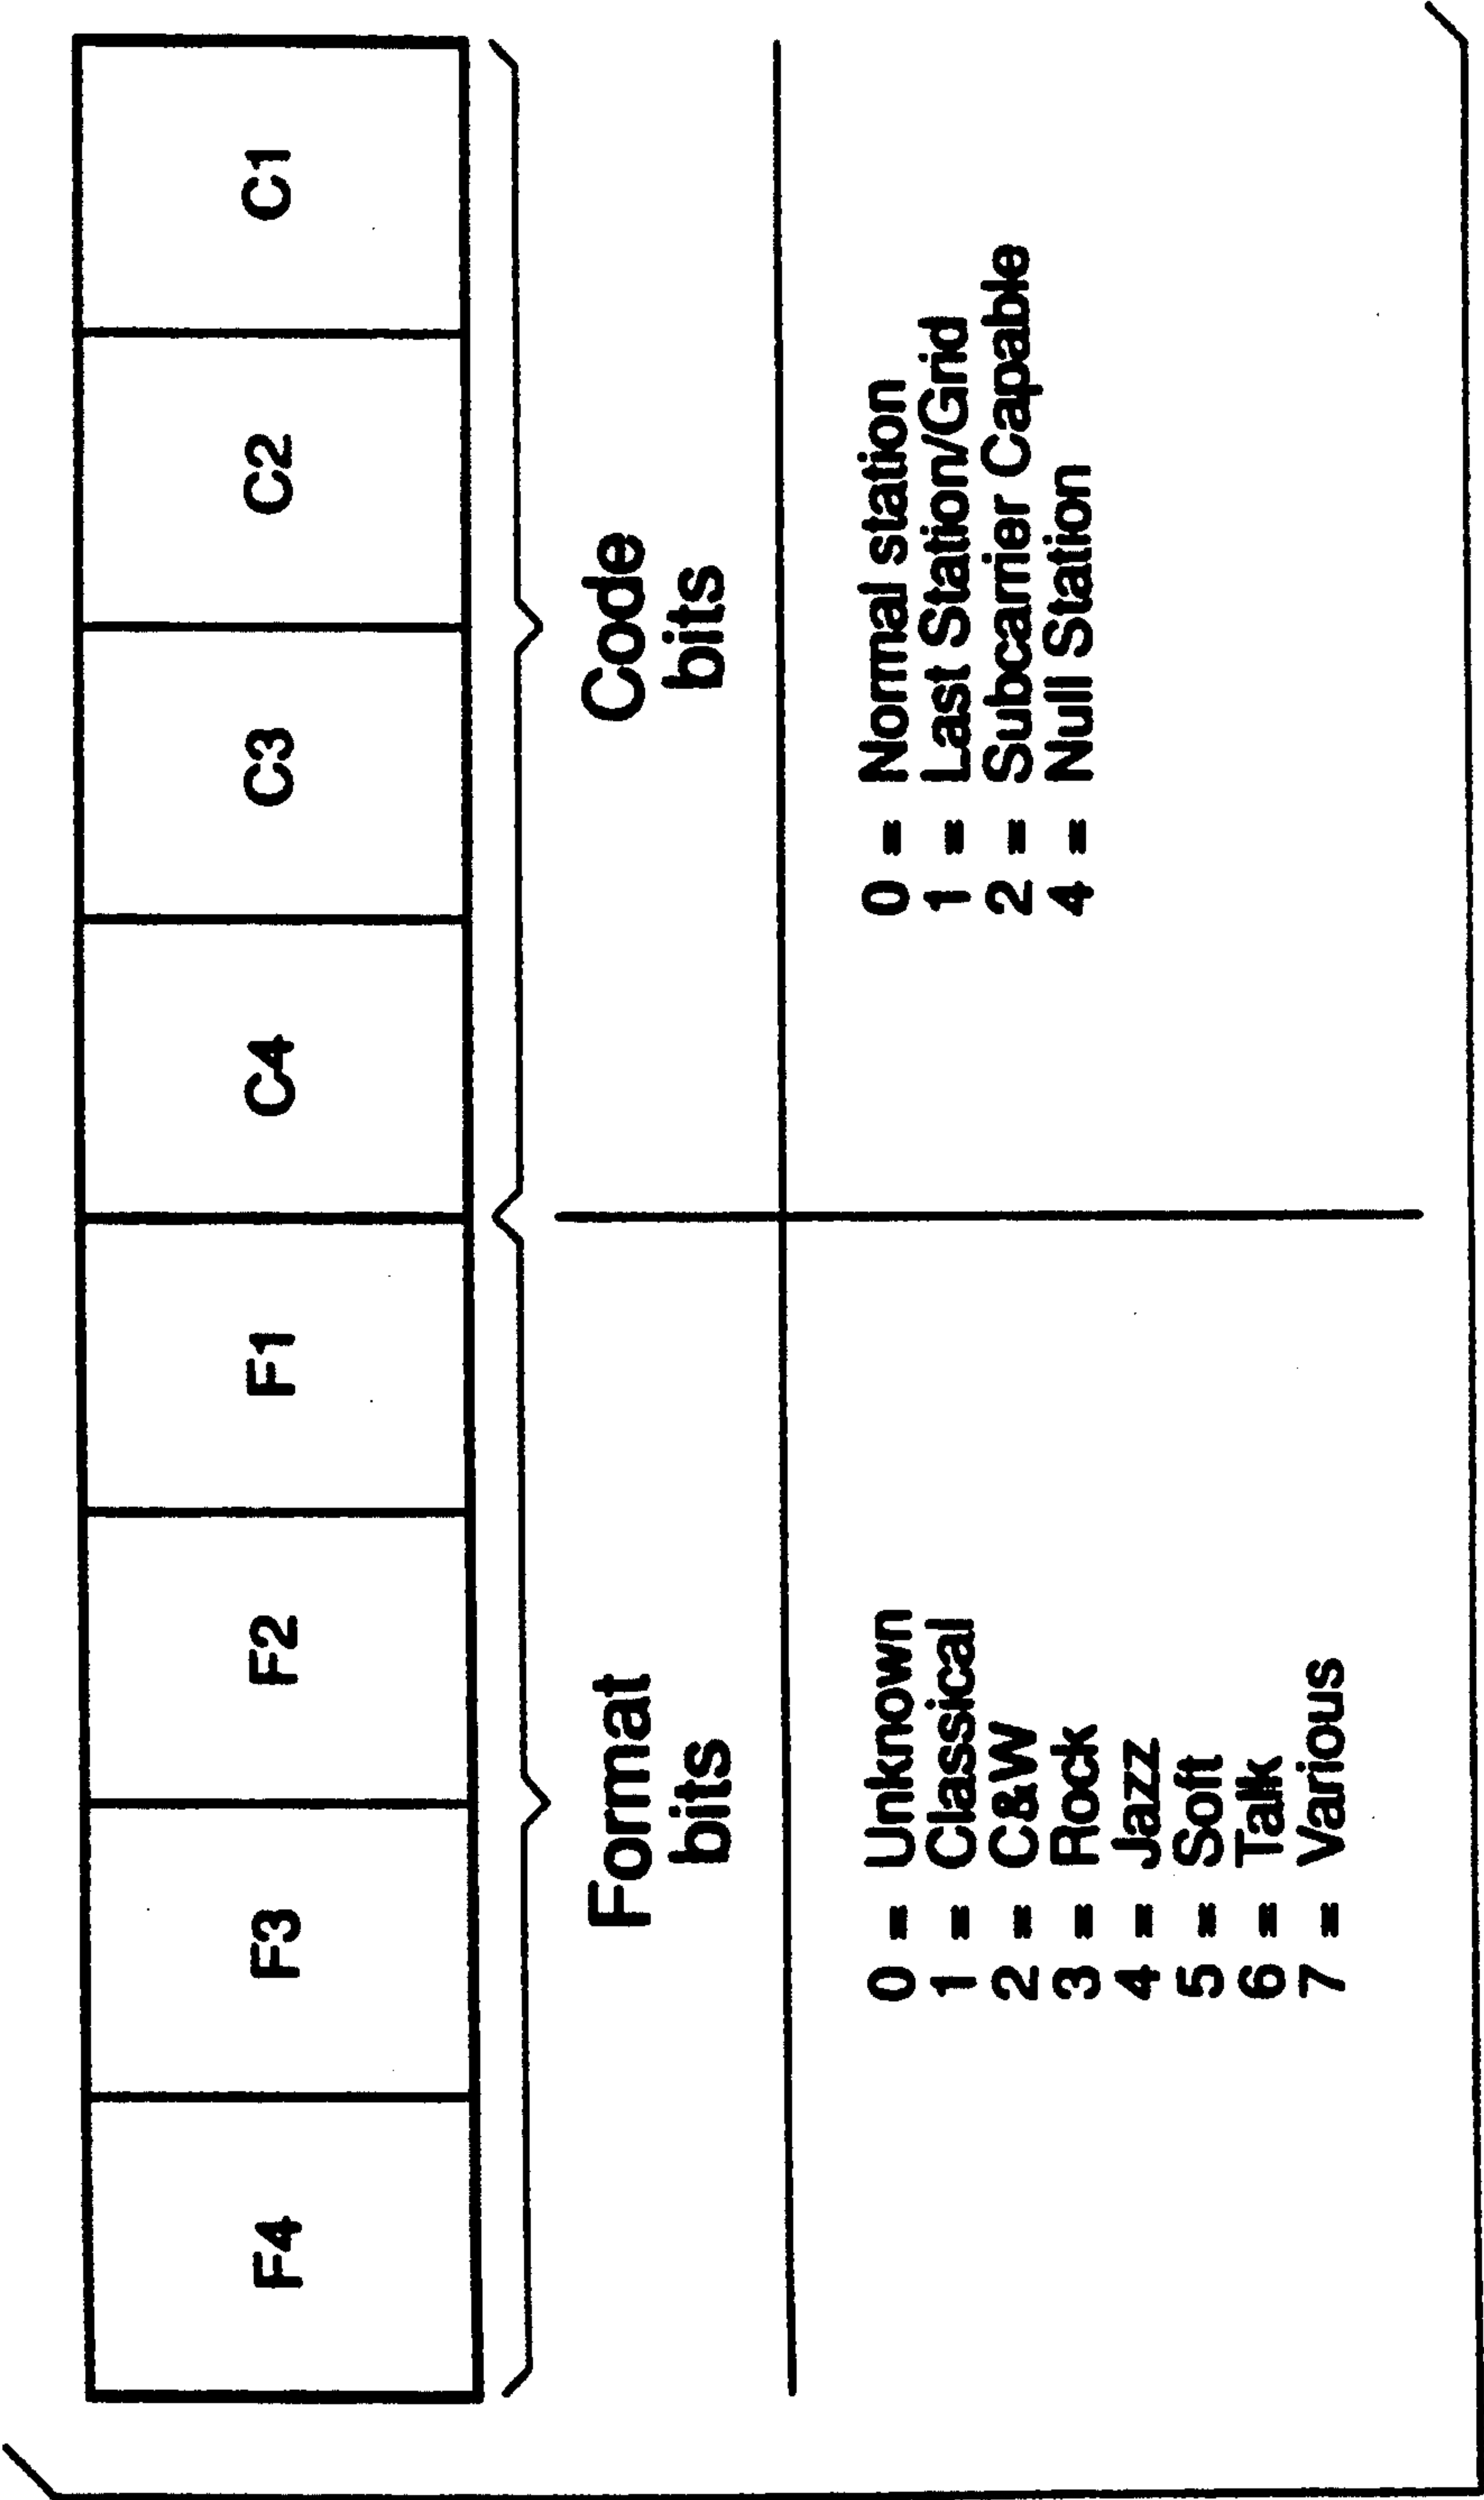 F4 F3 F2 F1 C4 C3 C2 C1
Format
bits
Code
bits
0 = Unknown
1 = Classical
2 = C&W
3 = Rock
4 = Jazz
5 = Soft
6 = Talk
7 = Various
0 = Normal station
1 = Last Station/Grid
2 = Subcarrier Capable
4 = Null Station